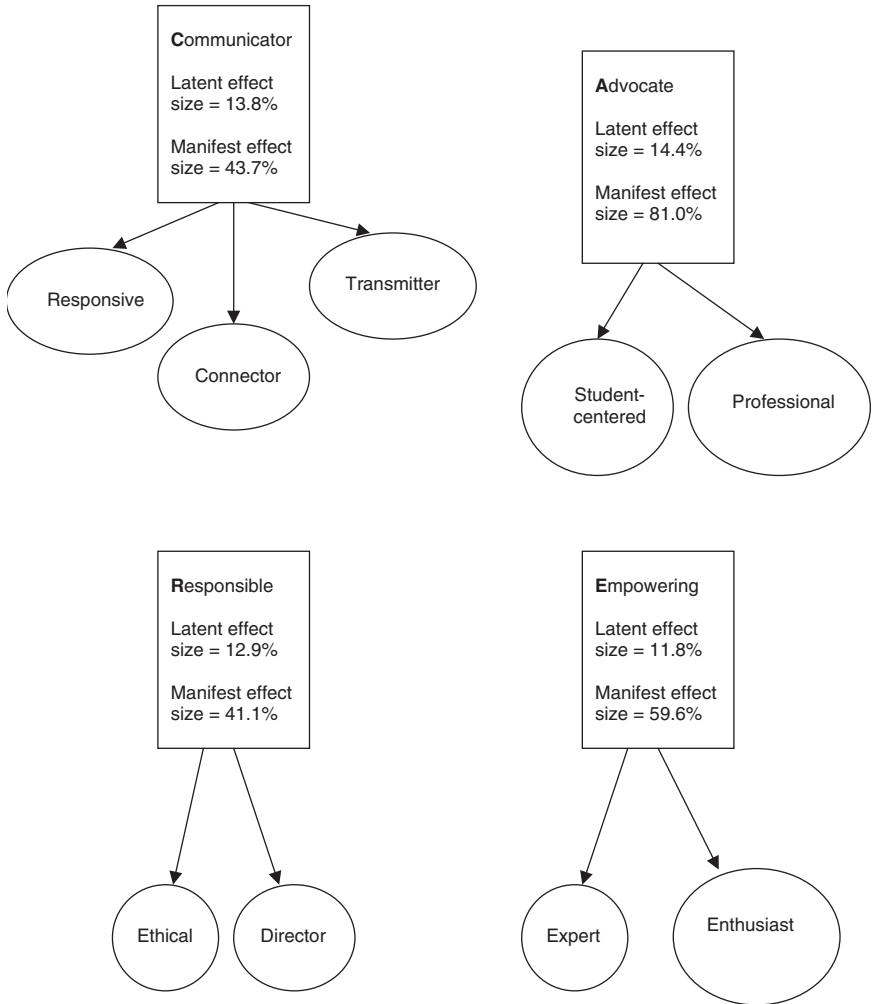 Communicator
Latent effect
size = 13.8%
Manifest effect
size = 43.7%
Responsive
Connector
Transmitter
Advocate
Latent effect
size = 14.4%
Manifest effect
size = 81.0%
Student-
centered
Professional
Responsible
Latent effect
size = 12.9%
Manifest effect
size = 41.1%
Ethical
Director
Empowering
Latent effect
size = 11.8%
Manifest effect
size = 59.6%
Expert
Enthusiast